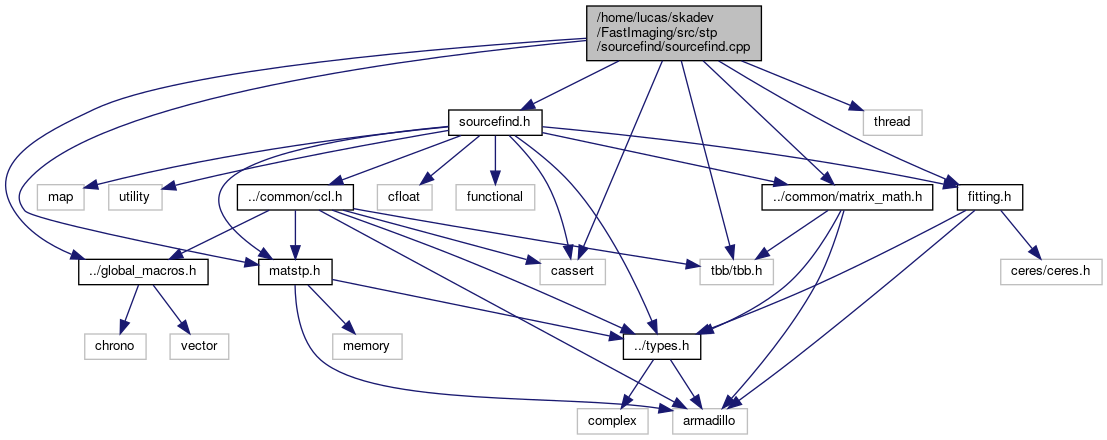 /home/lucas/skadev
/FastImaging/src/stp
/sourcefind/sourcefind.cpp
sourcefind.h
thread
map
utility
../common/ccl.h
cfloat
functional
../common/matrix_math.h
fitting.h
../global_macros.h
matstp.h
cassert
tbb/tbb.h
ceres/ceres.h
chrono
vector
memory
../types.h
complex
armadillo